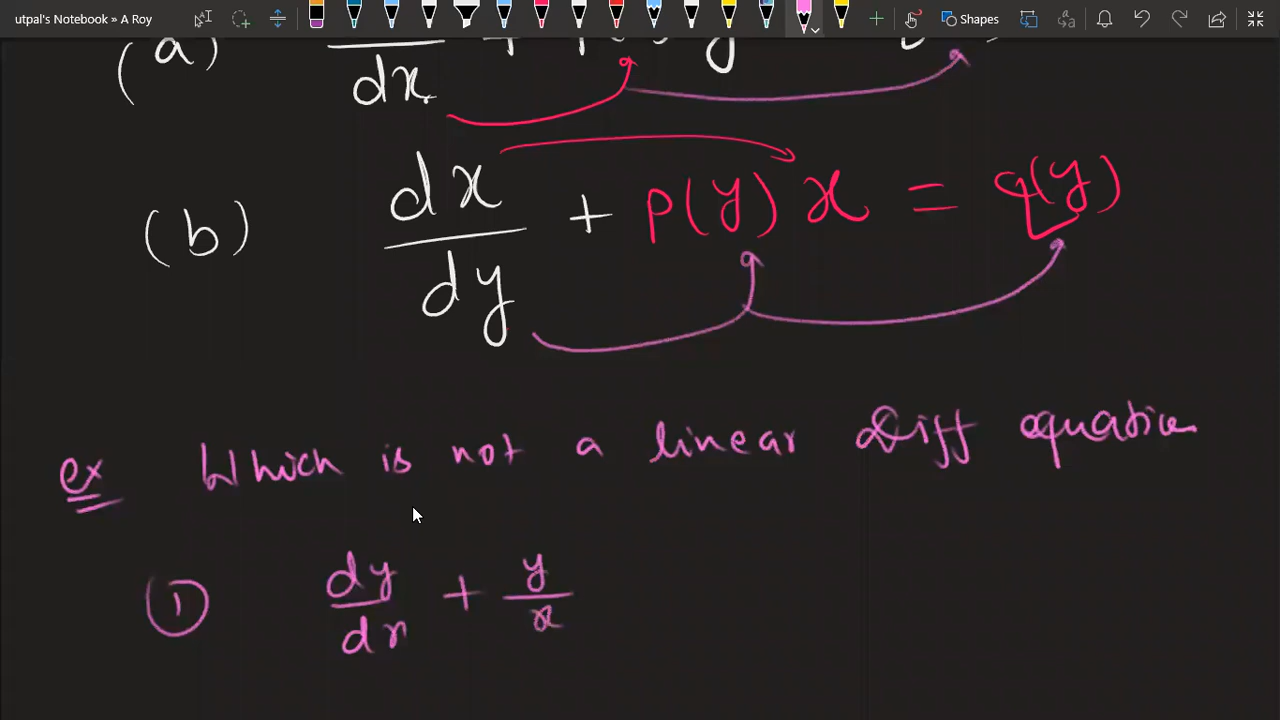 utpal's Notebook » A Roy
Shapes
(a) dx + y
(b) dx/dy + p(y) x = q(y)
ex Which is not a linear Diff equation
① dy/dx + y/x